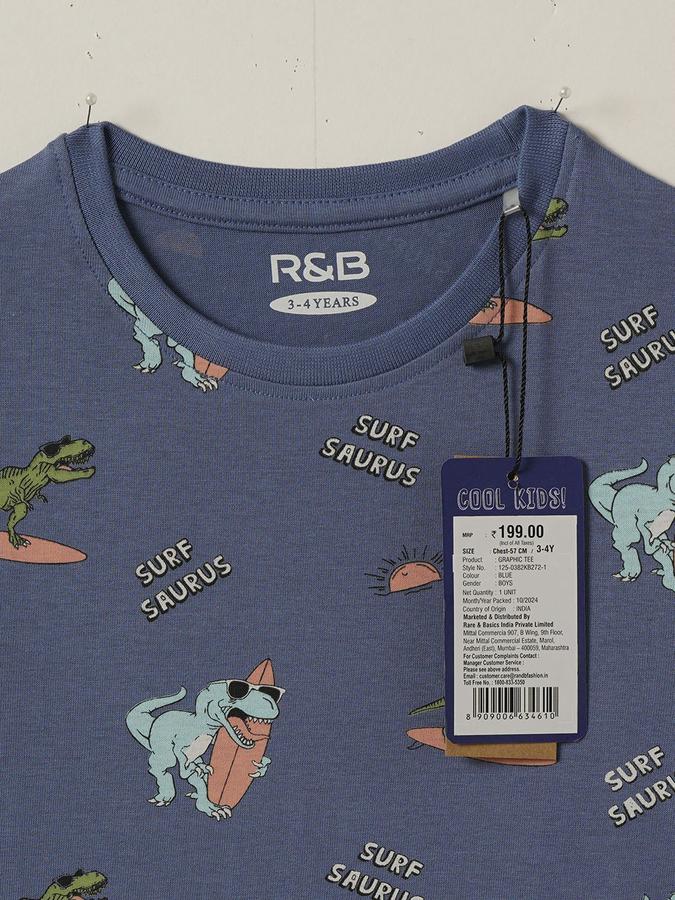 R&B
3-4 YEARS
SURF
SAURU
SURF
SAURUS
COOL KIDS!
MRP : ₹ 199.00
(Incl of All Taxes)
SIZE : Chest-57 CM / 3-4Y
Product : GRAPHIC TEE
Style No. : 125-0382KB272-1
Colour : BLUE
Gender : BOYS
Net Quantity : 1 UNIT
Month/Year Packed : 10/2024
Country of Origin : INDIA
Marketed & Distributed By
Rare & Basics India Private Limited
Mittal Commercia 907, B Wing, 9th Floor,
Near Mittal Commercial Estate, Marol,
Andheri (East), Mumbai – 400059, Maharashtra
For Customer Complaints Contact :
Manager Customer Service :
Please see above address.
Email : customer.care@randbfashion.in
Toll Free No. : 1800-833-5350
8 909006 634610
SURF
SAURUS
SURF
SAURU
SURF
SAURUS